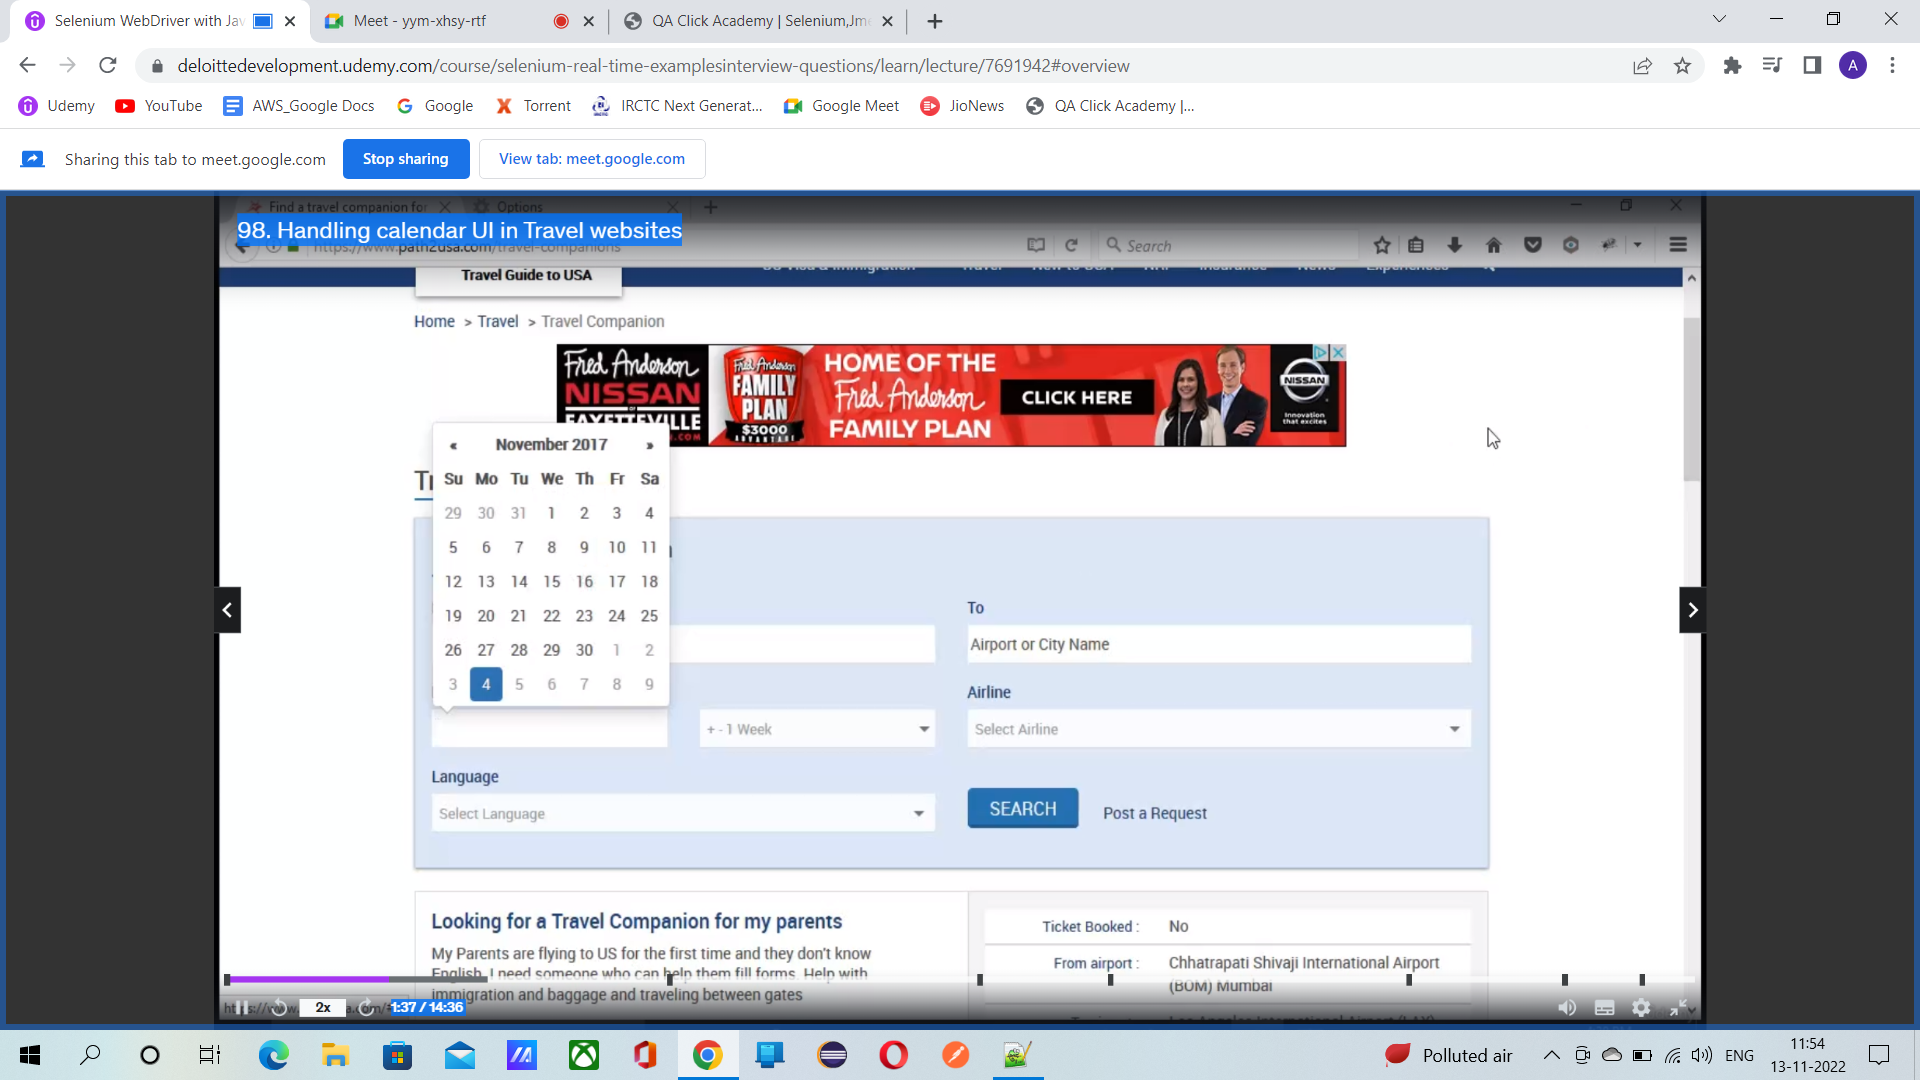 Selenium WebDriver with Jav
Meet - yym-xhsy-rtf
QA Click Academy | Selenium,Jme
deloittedevelopment.udemy.com/course/selenium-real-time-examplesinterview-questions/learn/lecture/7691942#overview
A
Udemy
YouTube
AWS_Google Docs
Google
Torrent
IRCTC Next Generat...
Google Meet
JioNews
QA Click Academy |...
Sharing this tab to meet.google.com
Stop sharing
View tab: meet.google.com
Find a travel companion for
Options
98. Handling calendar UI in Travel websites
https://www.path2usa.com/travel-companions
Search
Travel Guide to USA
Home > Travel > Travel Companion
Fred Anderson
NISSAN
FAYETTEVILLE
Fred Anderson
FAMILY
PLAN
$3000
ADVANTAGE
HOME OF THE
Fred Anderson
FAMILY PLAN
CLICK HERE
NISSAN
Innovation
that excites
« November 2017 »
Su Mo Tu We Th Fr Sa
29 30 31 1 2 3 4
5 6 7 8 9 10 11
12 13 14 15 16 17 18
19 20 21 22 23 24 25
26 27 28 29 30 1 2
3 4 5 6 7 8 9
To
Airport or City Name
Airline
+ - 1 Week
Select Airline
Language
Select Language
SEARCH
Post a Request
Looking for a Travel Companion for my parents
My Parents are flying to US for the first time and they don't know
English. I need someone who can help them fill forms. Help with
immigration and baggage and traveling between gates
Ticket Booked : No
From airport : Chhatrapati Shivaji International Airport
(BOM) Mumbai
2x
1:37 / 14:36
Polluted air
ENG
11:54
13-11-2022